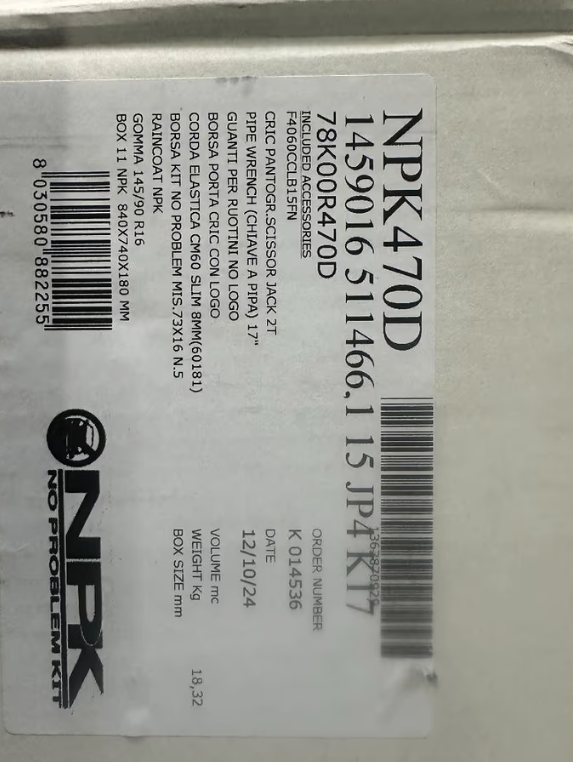 NPK470D
1459016 511466.1 15 JP4 KT7
78K00R470D
INCLUDED ACCESSORIES
F4060CCLB15FN
CRIC PANTOGR.SCISSOR JACK 2T
PIPE WRENCH (CHIAVE A PIPA) 17"
GUANTI PER RUOTINI NO LOGO
BORSA PORTA CRIC CON LOGO
CORDA ELASTICA CM60 SLIM 8MM(60181)
BORSA KIT NO PROBLEM MIS.73X16 N.5
RAINCOAT NPK
GOMMA 145/90 R16
BOX 11 NPK 840X740X180 MM
8 030580 882255
ORDER NUMBER
K 014536
DATE
12/10/24
VOLUME mc
WEIGHT Kg 18,32
BOX SIZE mm
NPK
NO PROBLEM KIT